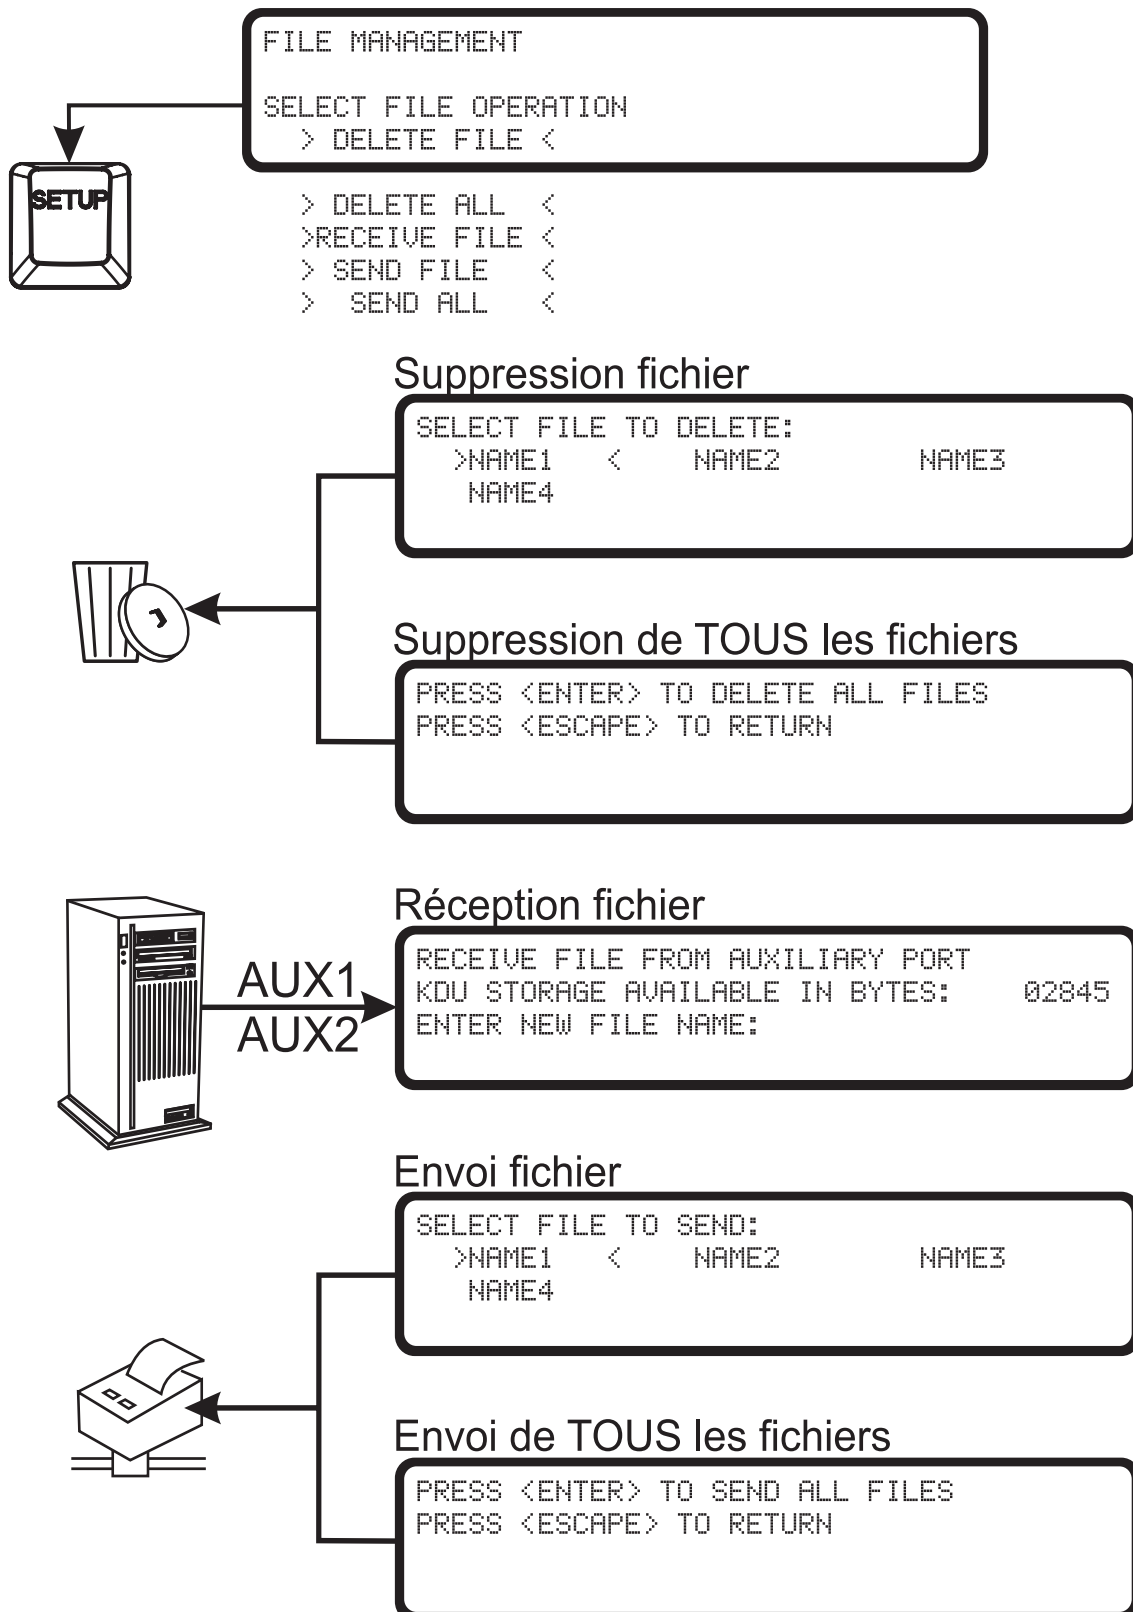 FILE MANAGEMENT
SELECT FILE OPERATION
> DELETE FILE <
SETUP
> DELETE ALL <
>RECEIVE FILE <
> SEND FILE <
> SEND ALL <
Suppression fichier
SELECT FILE TO DELETE:
>NAME1 < NAME2 NAME3
NAME4
Suppression de TOUS les fichiers
PRESS <ENTER> TO DELETE ALL FILES
PRESS <ESCAPE> TO RETURN
Réception fichier
RECEIVE FILE FROM AUXILIARY PORT
KDU STORAGE AVAILABLE IN BYTES: 02845
ENTER NEW FILE NAME:
AUX1
AUX2
Envoi fichier
SELECT FILE TO SEND:
>NAME1 < NAME2 NAME3
NAME4
Envoi de TOUS les fichiers
PRESS <ENTER> TO SEND ALL FILES
PRESS <ESCAPE> TO RETURN